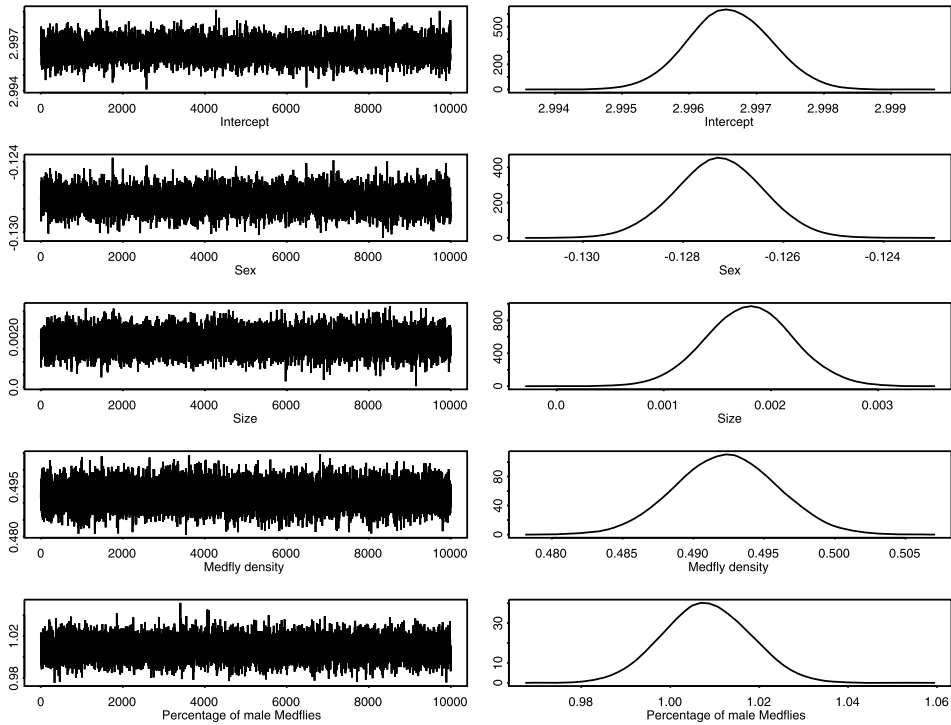 2.994 2.997
0 2000 4000 6000 8000 10000
Intercept
0 200 500
2.994 2.995 2.996 2.997 2.998 2.999
Intercept
-0.130 -0.124
0 2000 4000 6000 8000 10000
Sex
0 200 400
-0.130 -0.128 -0.126 -0.124
Sex
0.0 0.0020
0 2000 4000 6000 8000 10000
Size
0 400 800
0.0 0.001 0.002 0.003
Size
0.480 0.495
0 2000 4000 6000 8000 10000
Medfly density
0 40 80
0.480 0.485 0.490 0.495 0.500 0.505
Medfly density
0.98 1.02
0 2000 4000 6000 8000 10000
Percentage of male Medflies
0 10 30
0.98 1.00 1.02 1.04 1.06
Percentage of male Medflies